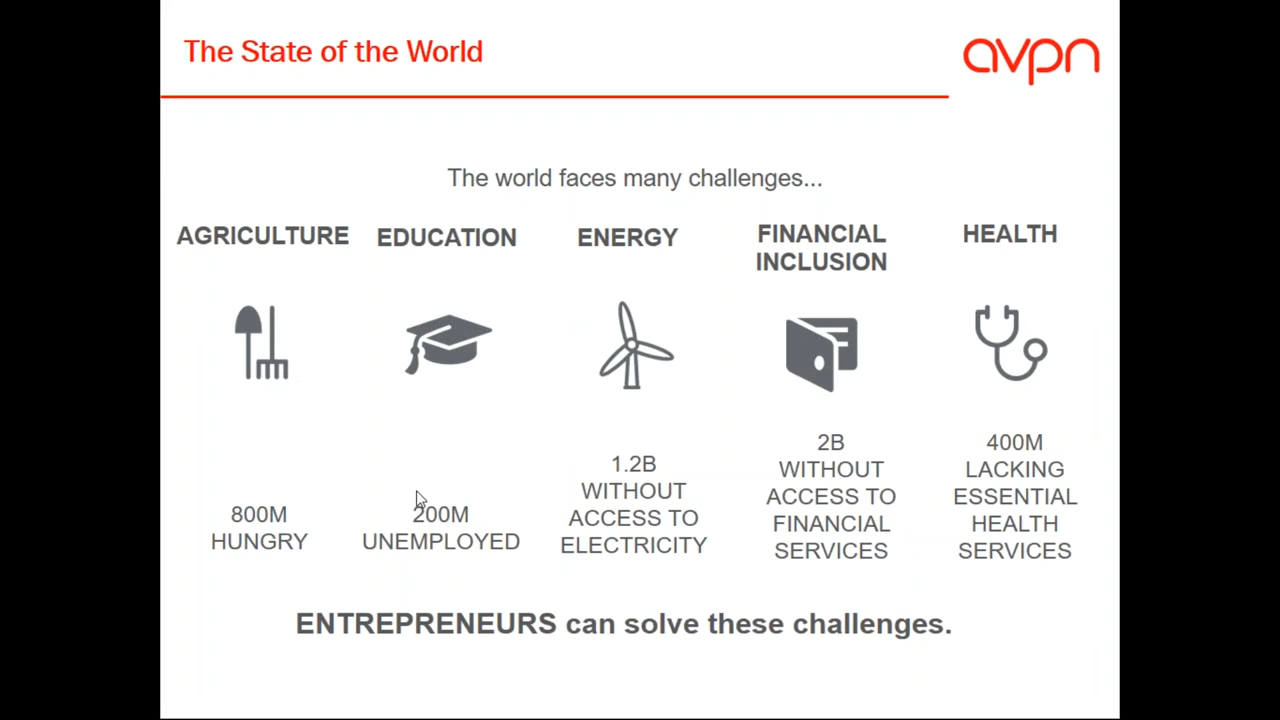 The State of the World
avpn
The world faces many challenges...
AGRICULTURE
EDUCATION
ENERGY
FINANCIAL
INCLUSION
HEALTH
800M
HUNGRY
200M
UNEMPLOYED
1.2B
WITHOUT
ACCESS TO
ELECTRICITY
2B
WITHOUT
ACCESS TO
FINANCIAL
SERVICES
400M
LACKING
ESSENTIAL
HEALTH
SERVICES
ENTREPRENEURS can solve these challenges.